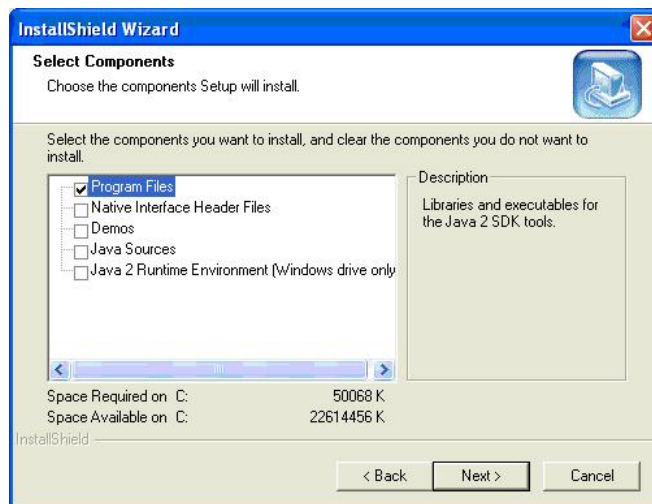 InstallShield Wizard
Select Components
Choose the components Setup will install.
Select the components you want to install, and clear the components you do not want to
install.
Program Files
Native Interface Header Files
Demos
Java Sources
Java 2 Runtime Environment (Windows drive only
Description
Libraries and executables for
the Java 2 SDK tools.
Space Required on C: 50068 K
Space Available on C: 22614456 K
InstallShield
< Back Next > Cancel